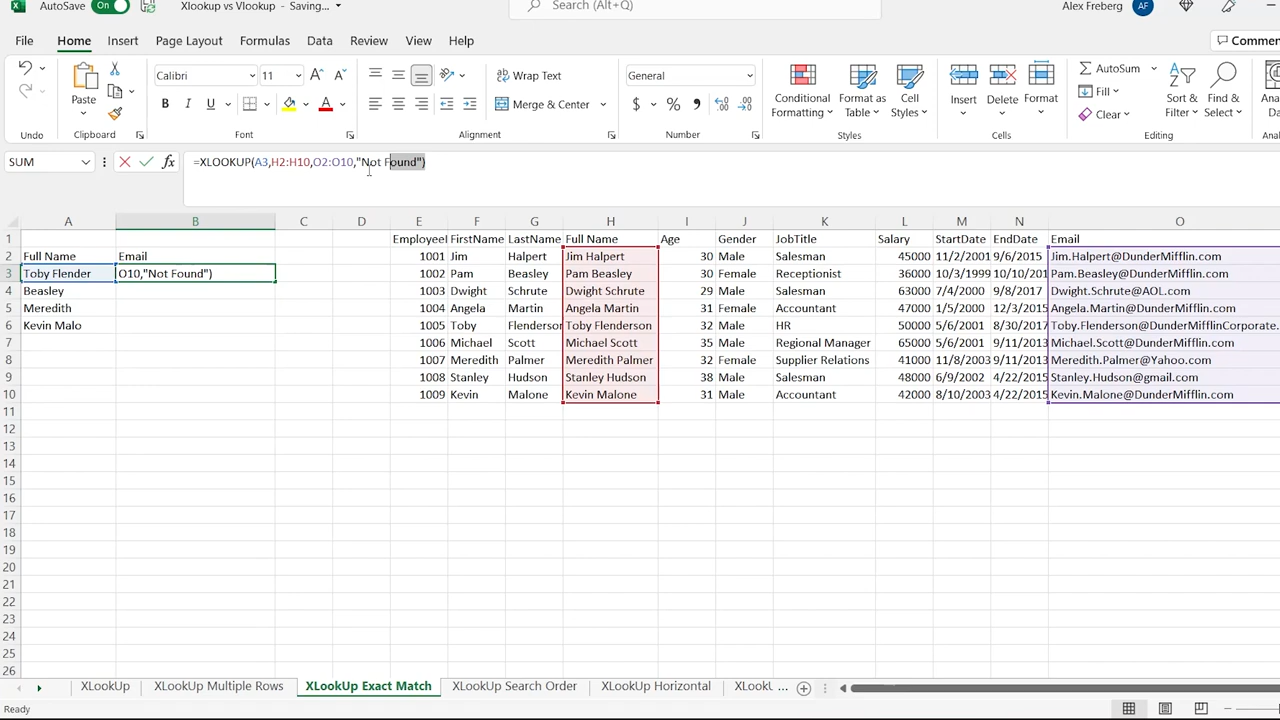 AutoSave On Xlookup vs Vlookup - Saving... Search (Alt+Q) Alex Freberg AF
File Home Insert Page Layout Formulas Data Review View Help
Paste Calibri 11 Wrap Text General Conditional Formatting Format as Table Cell Styles Insert Delete Format AutoSum Sort & Filter Find & Select
B I U Merge & Center $ % Fill Clear
Undo Clipboard Font Alignment Number Styles Cells Editing
SUM fx =XLOOKUP(A3,H2:H10,O2:O10,"Not Found")
A B C D E F G H I J K L M N O
1 FirstName LastName Full Name Age Gender JobTitle Salary StartDate EndDate Email
2 Full Name Email 1001 Jim Halpert Jim Halpert 30 Male Salesman 45000 11/2/2001 9/6/2015 Jim.Halpert@DunderMifflin.com
3 Toby Flender O10,"Not Found") 1002 Pam Beasley Pam Beasley 30 Female Receptionist 36000 10/3/1999 10/10/201 Pam.Beasley@DunderMifflin.com
4 Beasley 1003 Dwight Schrute Dwight Schrute 29 Male Salesman 63000 7/4/2000 9/8/2017 Dwight.Schrute@AOL.com
5 Meredith 1004 Angela Martin Angela Martin 31 Female Accountant 47000 1/5/2000 12/3/2015 Angela.Martin@DunderMifflin.com
6 Kevin Malo 1005 Toby Flenderson Toby Flenderson 32 Male HR 50000 5/6/2001 8/30/2017 Toby.Flenderson@DunderMifflinCorporate.
7 1006 Michael Scott Michael Scott 35 Male Regional Manager 65000 5/6/2001 9/11/2013 Michael.Scott@DunderMifflin.com
8 1007 Meredith Palmer Meredith Palmer 32 Female Supplier Relations 41000 11/8/2003 9/11/2013 Meredith.Palmer@Yahoo.com
9 1008 Stanley Hudson Stanley Hudson 38 Male Salesman 48000 6/9/2002 4/22/2015 Stanley.Hudson@gmail.com
10 1009 Kevin Malone Kevin Malone 31 Male Accountant 42000 8/10/2003 4/22/2015 Kevin.Malone@DunderMifflin.com
11
12
13
14
15
16
17
18
19
20
21
22
23
24
25
26
XLookUp XLookUp Multiple Rows XLookUp Exact Match XLookUp Search Order XLookUp Horizontal ...